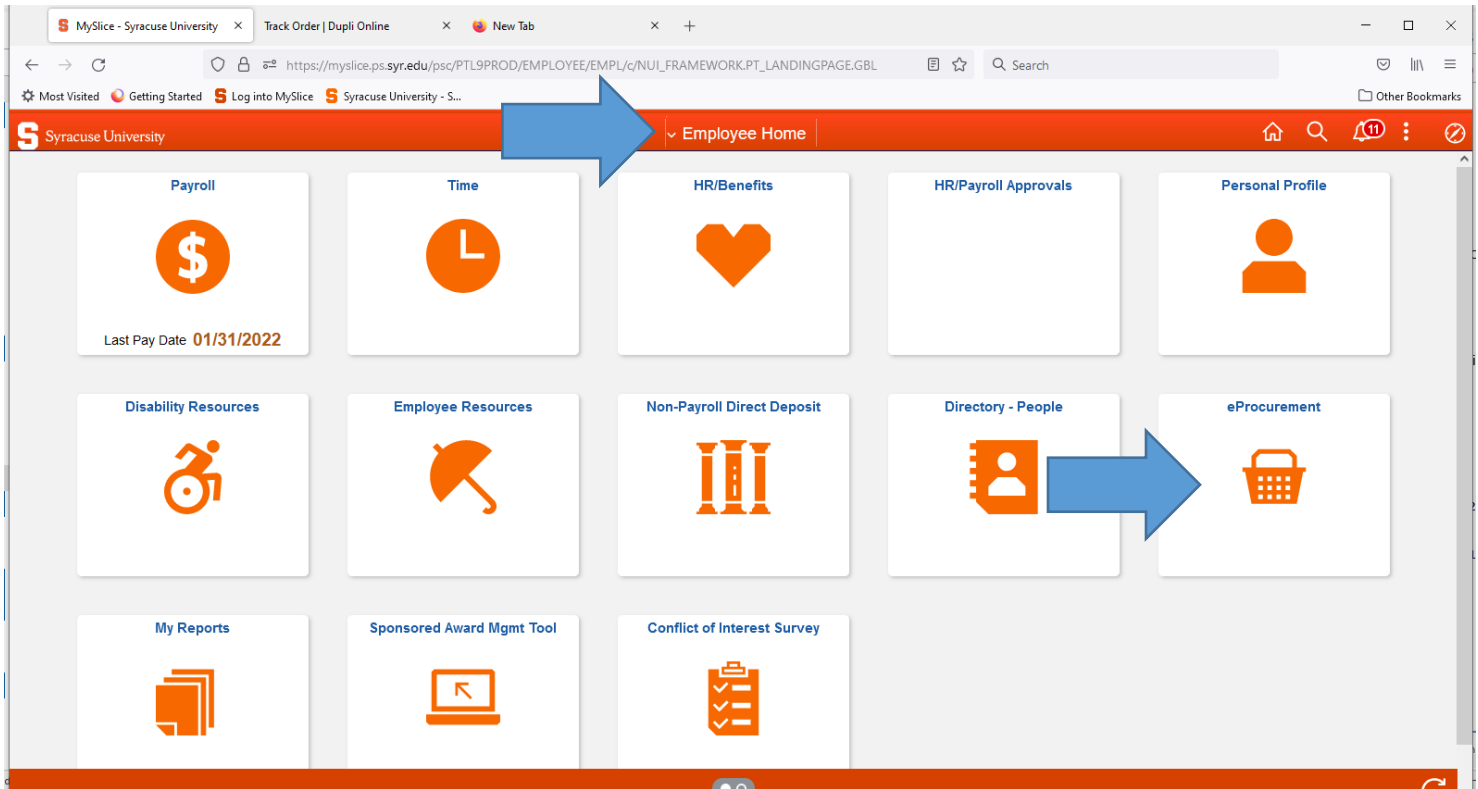 S MySlice - Syracuse University × Track Order | Dupli Online × New Tab × +
https://myslice.ps.syr.edu/psc/PTL9PROD/EMPLOYEE/EMPL/c/NUI_FRAMEWORK.PT_LANDINGPAGE.GBL Search
Most Visited Getting Started S Log into MySlice S Syracuse University - S... Other Bookmarks
S Syracuse University Employee Home 11
Payroll Time HR/Benefits HR/Payroll Approvals Personal Profile
$
Last Pay Date 01/31/2022
Disability Resources Employee Resources Non-Payroll Direct Deposit Directory - People eProcurement
My Reports Sponsored Award Mgmt Tool Conflict of Interest Survey